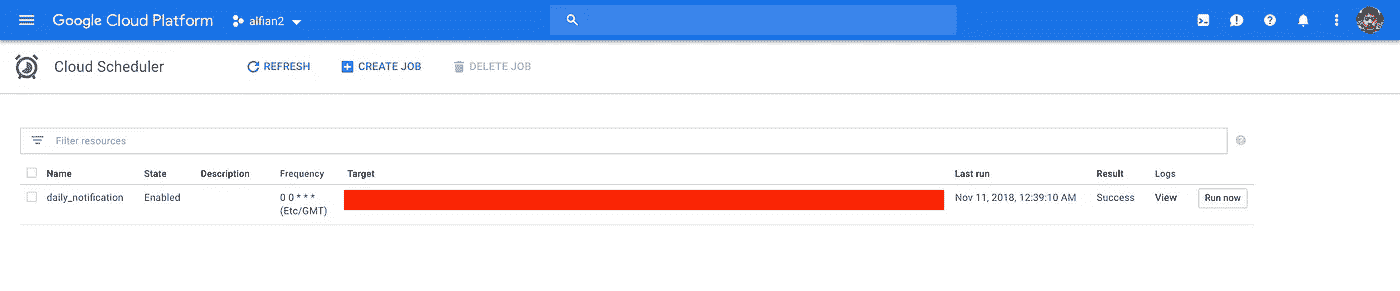 Google Cloud Platform alfian2
Cloud Scheduler REFRESH CREATE JOB DELETE JOB
Filter resources
Name State Description Frequency Target Last run Result Logs
daily_notification Enabled 0 0 * * * Nov 11, 2018, 12:39:10 AM Success View Run now
(Etc/GMT)